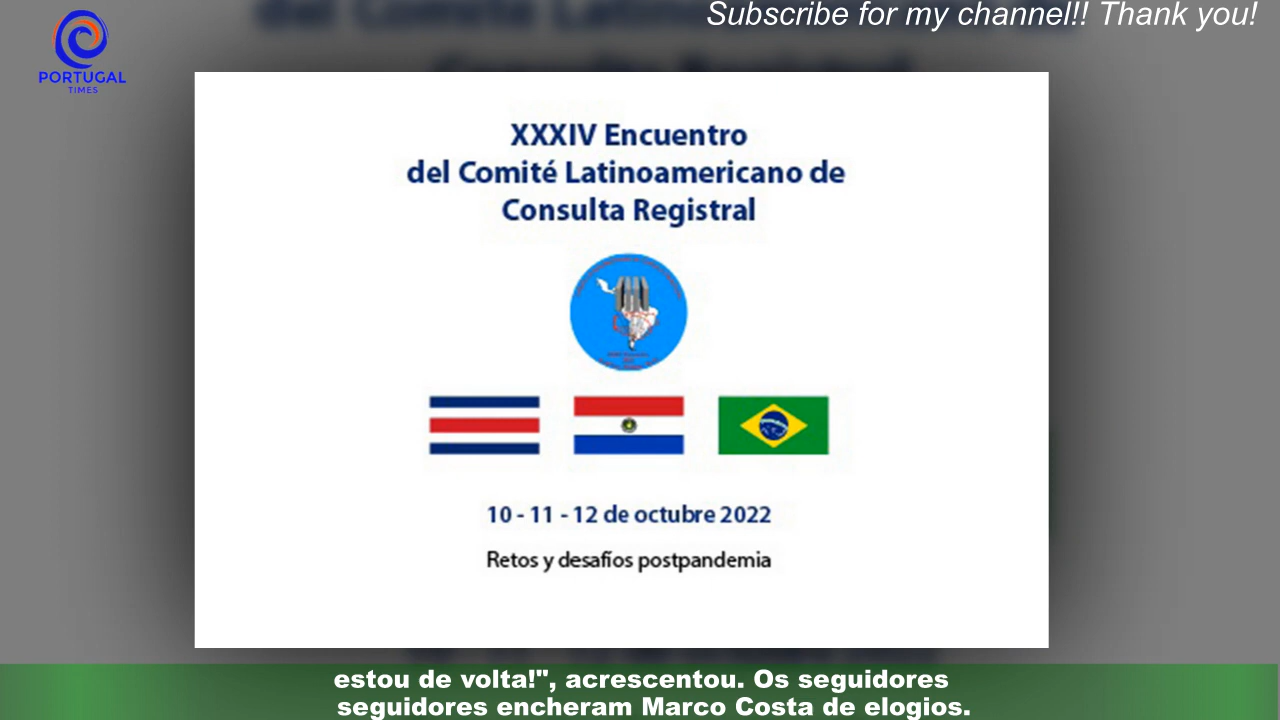 Subscribe for my channel!! Thank you!
PORTUGAL
TIMES
XXXIV Encuentro
del Comité Latinoamericano de
Consulta Registral
10 - 11 - 12 de octubre 2022
Retos y desafíos postpandemia
estou de volta!", acrescentou. Os seguidores
seguidores encheram Marco Costa de elogios.